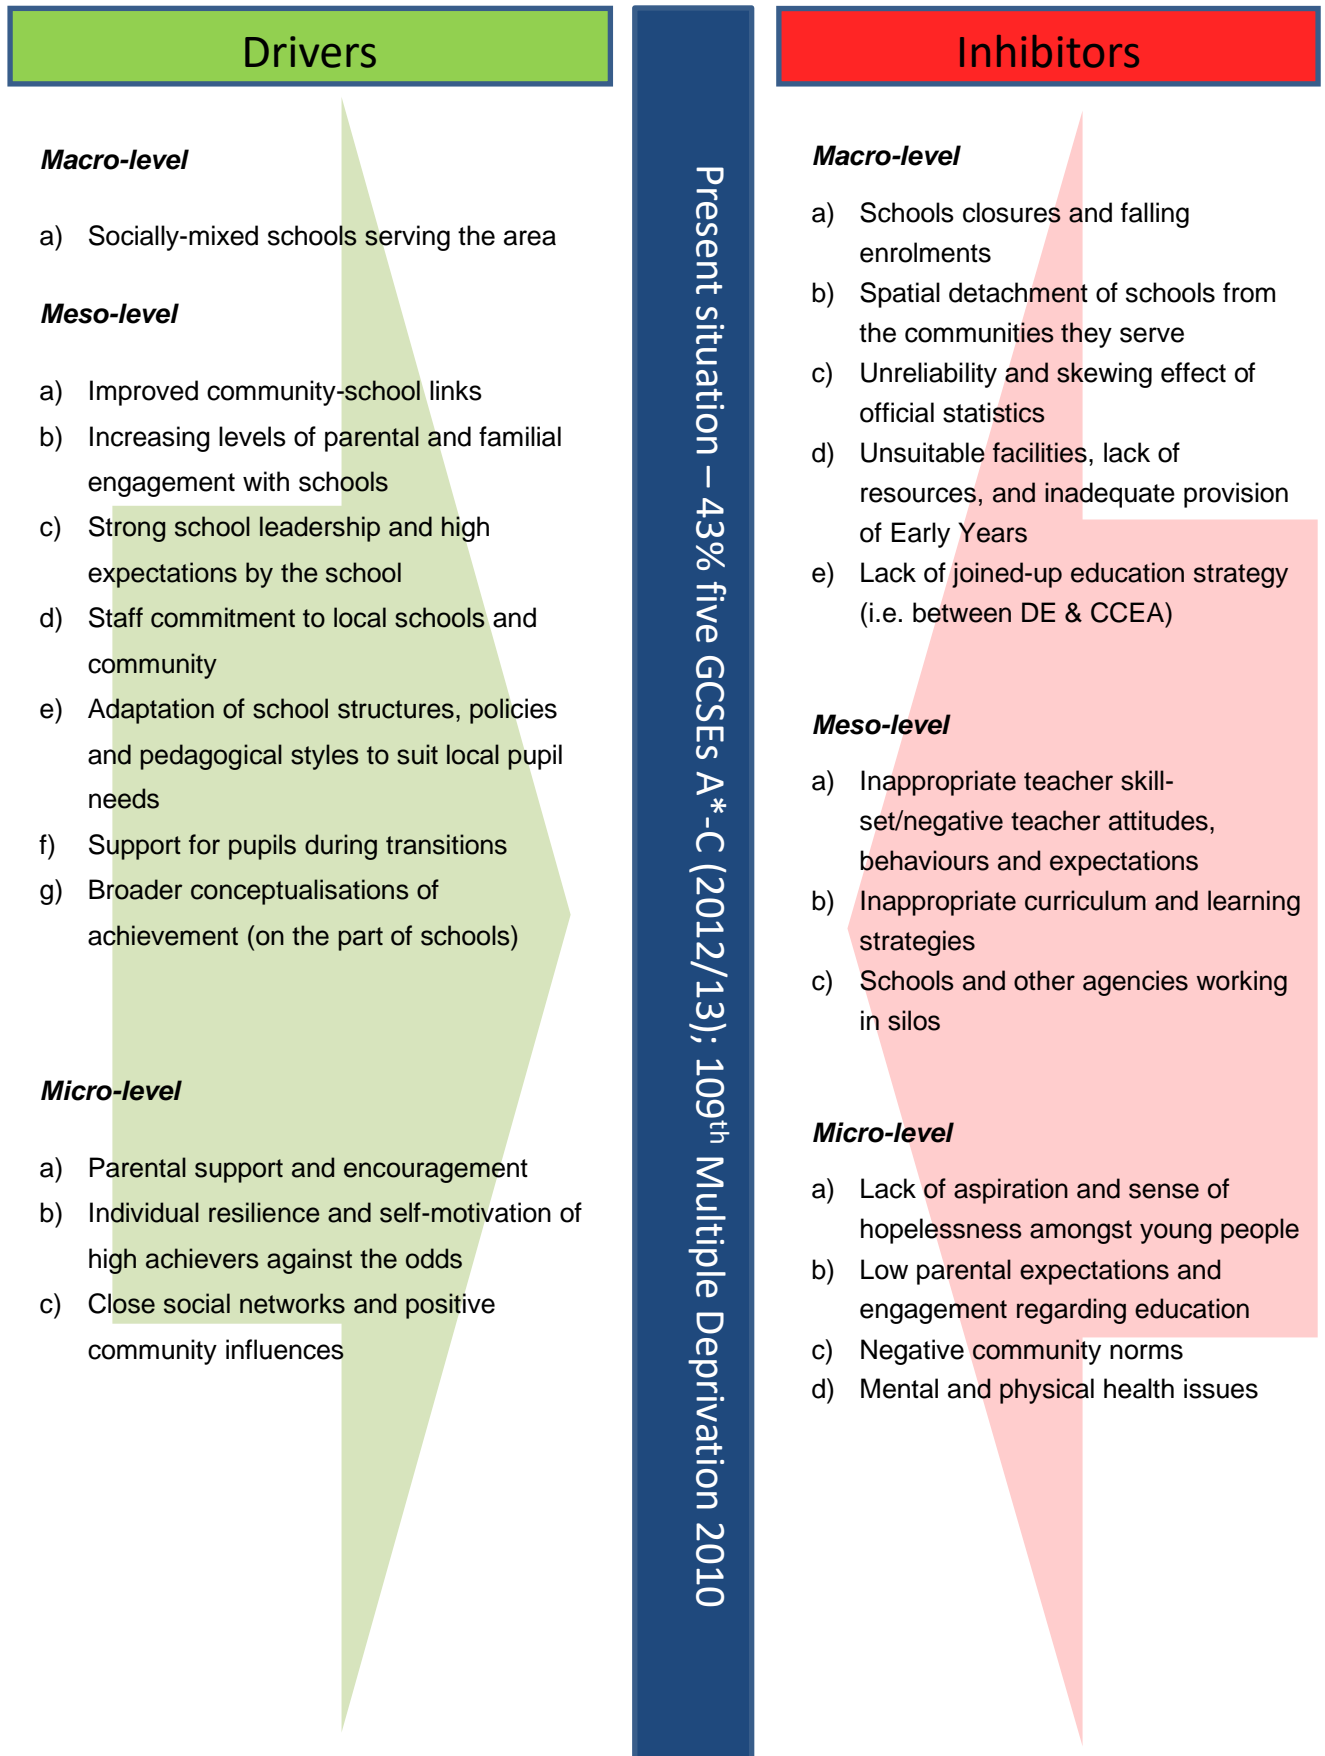 Drivers
Macro-level
a) Socially-mixed schools serving the area
Meso-level
a) Improved community-school links
b) Increasing levels of parental and familial
engagement with schools
c) Strong school leadership and high
expectations by the school
d) Staff commitment to local schools and
community
e) Adaptation of school structures, policies
and pedagogical styles to suit local pupil
needs
f) Support for pupils during transitions
g) Broader conceptualisations of
achievement (on the part of schools)
Micro-level
a) Parental support and encouragement
b) Individual resilience and self-motivation of
high achievers against the odds
c) Close social networks and positive
community influences
Present situation – 43% five GCSEs A*-C (2012/13); 109th Multiple Deprivation 2010
Inhibitors
Macro-level
a) Schools closures and falling
enrolments
b) Spatial detachment of schools from
the communities they serve
c) Unreliability and skewing effect of
official statistics
d) Unsuitable facilities, lack of
resources, and inadequate provision
of Early Years
e) Lack of joined-up education strategy
(i.e. between DE & CCEA)
Meso-level
a) Inappropriate teacher skill-
set/negative teacher attitudes,
behaviours and expectations
b) Inappropriate curriculum and learning
strategies
c) Schools and other agencies working
in silos
Micro-level
a) Lack of aspiration and sense of
hopelessness amongst young people
b) Low parental expectations and
engagement regarding education
c) Negative community norms
d) Mental and physical health issues